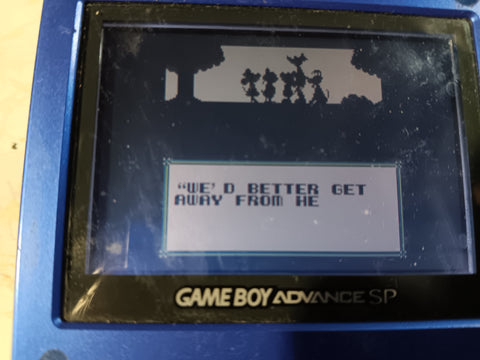 “WE'D BETTER GET
AWAY FROM HE
GAME BOY ADVANCE SP